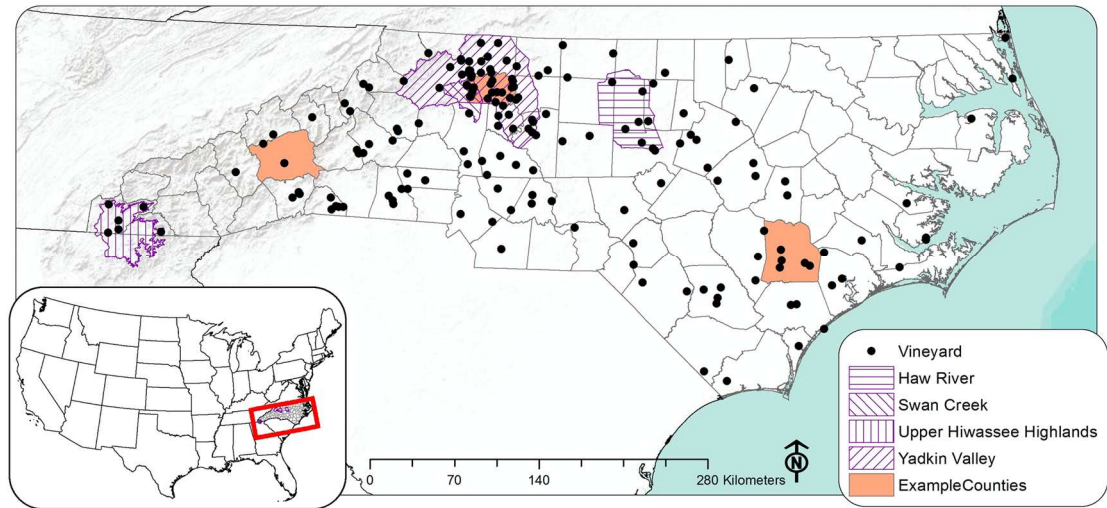 Vineyard
Haw River
Swan Creek
Upper Hiwassee Highlands
Yadkin Valley
ExampleCounties
N
0 70 140 280 Kilometers